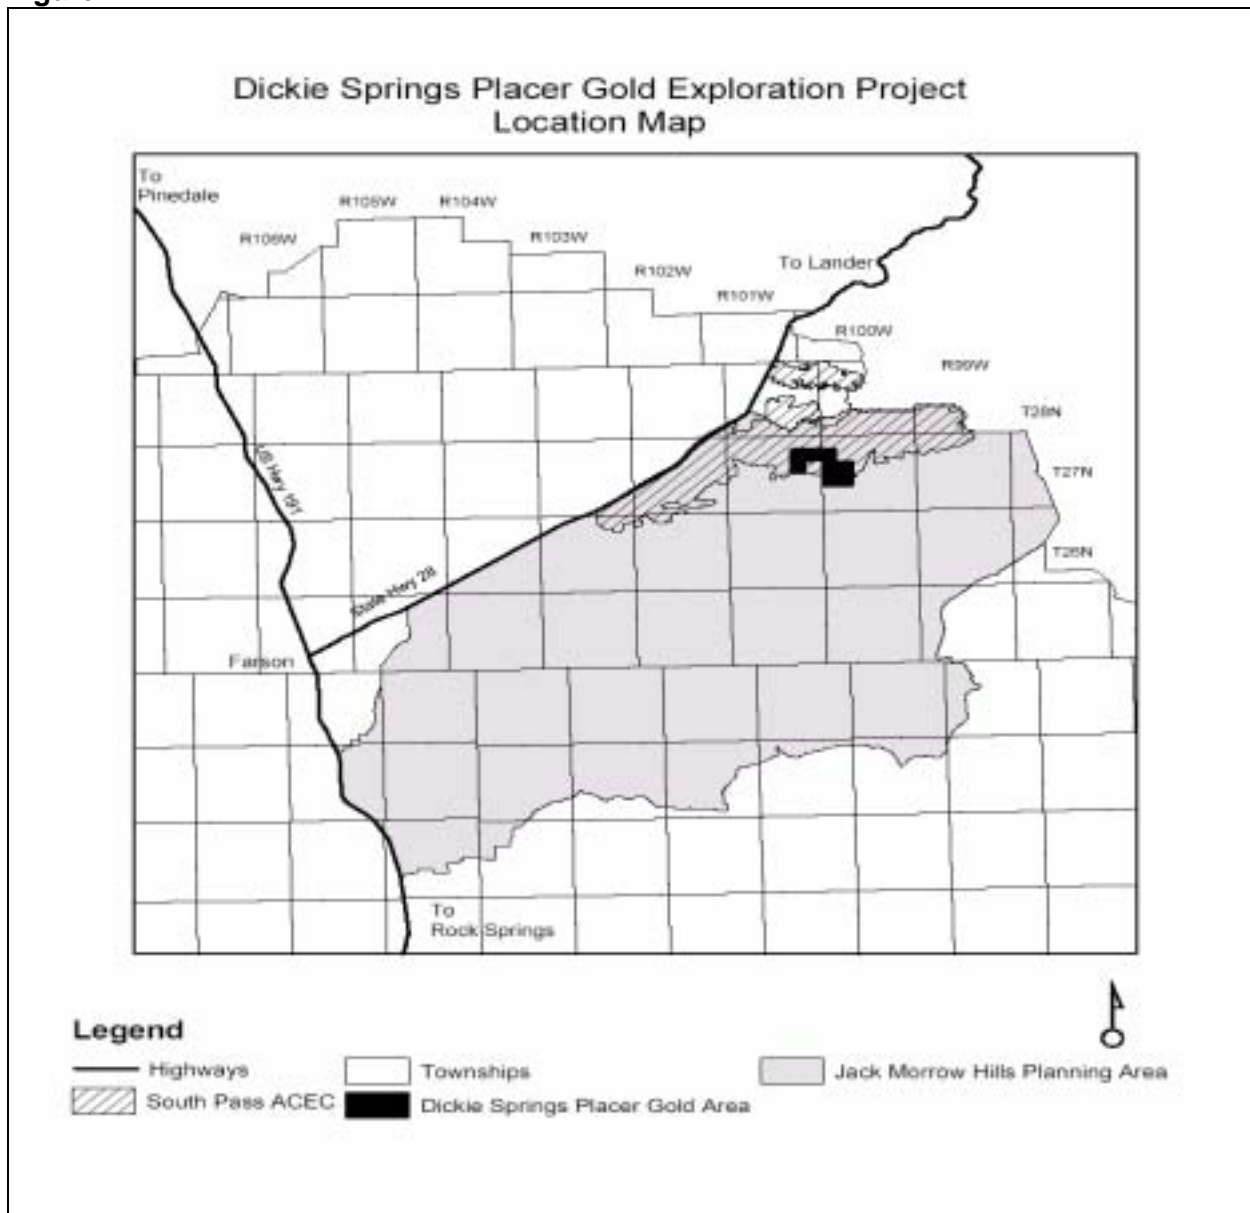 Dickie Springs Placer Gold Exploration Project
Location Map
To
Pinedale
R105W
R104W
R106W
R103W
To Lander
R102W
R101W
R100W
R99W
T28N
US Hwy 191
T27N
T26N
State Hwy 28
Farson
To
Rock Springs
Legend
Highways
Townships
Jack Morrow Hills Planning Area
South Pass ACEC
Dickie Springs Placer Gold Area